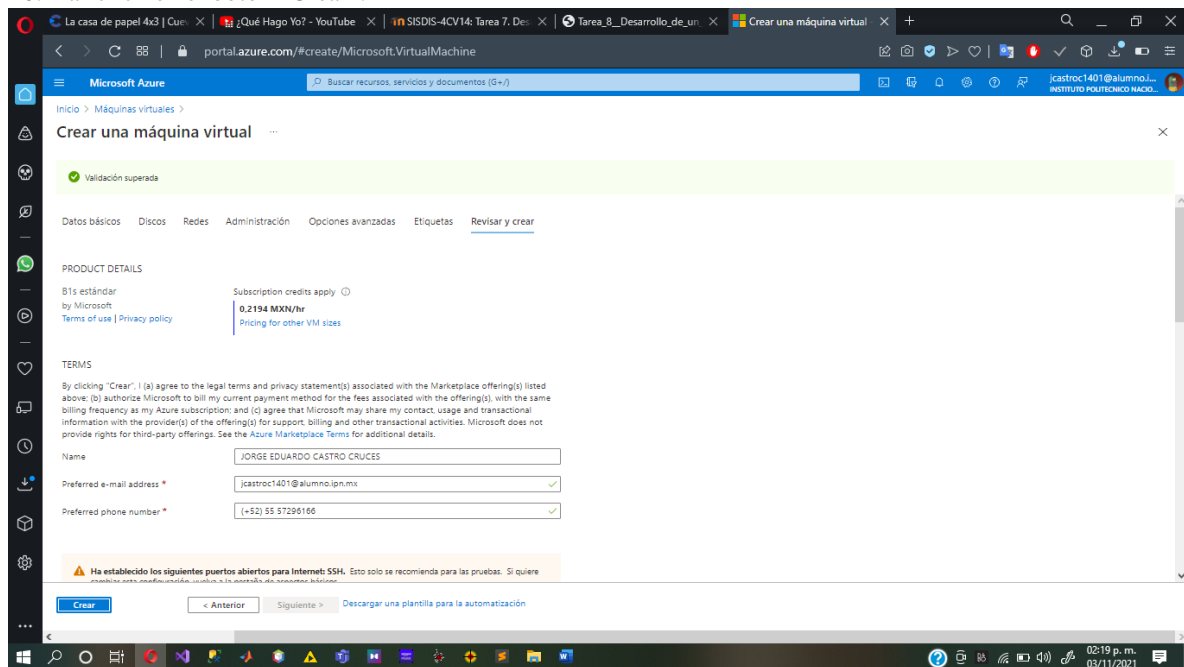 La casa de papel 4x3 | Cue
¿Qué Hago Yo? - YouTube
SISDIS-4CV14: Tarea 7. Des
Tarea_8__Desarrollo_de_un_
Crear una máquina virtual
portal.azure.com/#create/Microsoft.VirtualMachine
Microsoft Azure
Buscar recursos, servicios y documentos (G+/)
jcastroc1401@alumno.i...
INSTITUTO POLITECNICO NACIO...
Inicio > Máquinas virtuales >
Crear una máquina virtual ...
Validación superada
Datos básicos Discos Redes Administración Opciones avanzadas Etiquetas Revisar y crear
PRODUCT DETAILS
B1s estándar
by Microsoft
Terms of use | Privacy policy
Subscription credits apply
0,2194 MXN/hr
Pricing for other VM sizes
TERMS
By clicking "Crear", I (a) agree to the legal terms and privacy statement(s) associated with the Marketplace offering(s) listed
above; (b) authorize Microsoft to bill my current payment method for the fees associated with the offering(s), with the same
billing frequency as my Azure subscription; and (c) agree that Microsoft may share my contact, usage and transactional
information with the provider(s) of the offering(s) for support, billing and other transactional activities. Microsoft does not
provide rights for third-party offerings. See the Azure Marketplace Terms for additional details.
Name JORGE EDUARDO CASTRO CRUCES
Preferred e-mail address * jcastroc1401@alumno.ipn.mx
Preferred phone number * (+52) 55 57296166
Ha establecido los siguientes puertos abiertos para Internet: SSH. Esto solo se recomienda para las pruebas. Si quiere
cambiar esta configuración, vuelva a la pestaña de aspectos básicos.
Crear < Anterior Siguiente > Descargar una plantilla para la automatización
02:19 p. m.
03/11/2021